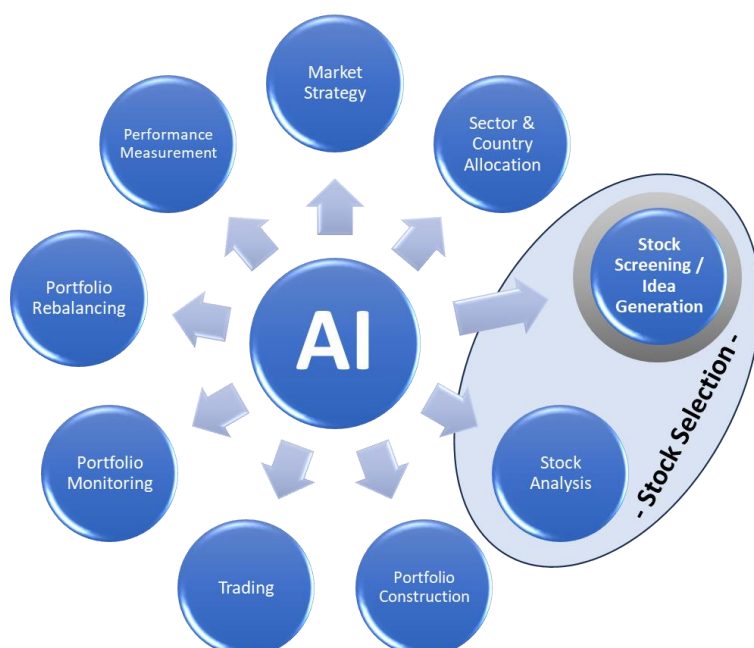 Market
Strategy
Sector &
Country
Allocation
Stock
Screening /
Idea
Generation
- Stock Selection -
Stock
Analysis
Portfolio
Construction
Trading
Portfolio
Monitoring
Portfolio
Rebalancing
Performance
Measurement
AI